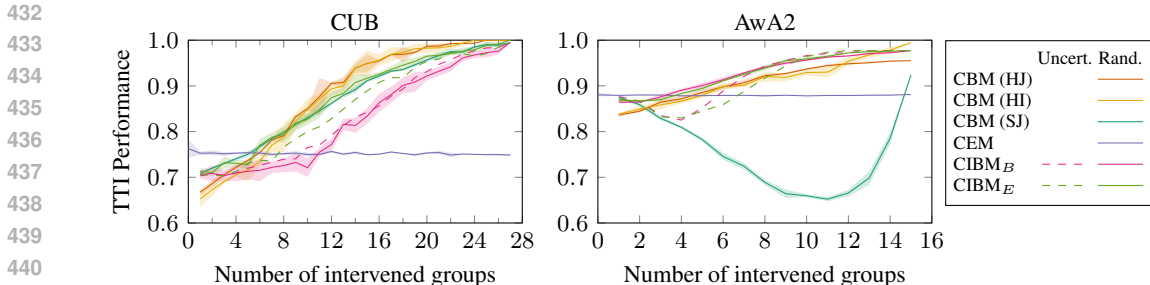 432
433
434
435
436
437
438
439
440
CUB
TTI Performance
1.0
0.9
0.8
0.7
0.6
0 4 8 12 16 20 24 28
Number of intervened groups
AwA2
1.0
0.9
0.8
0.7
0.6
0 2 4 6 8 10 12 14 16
Number of intervened groups
Uncert. Rand.
CBM (HJ)
CBM (HI)
CBM (SJ)
CEM
CIBM_B
CIBM_E